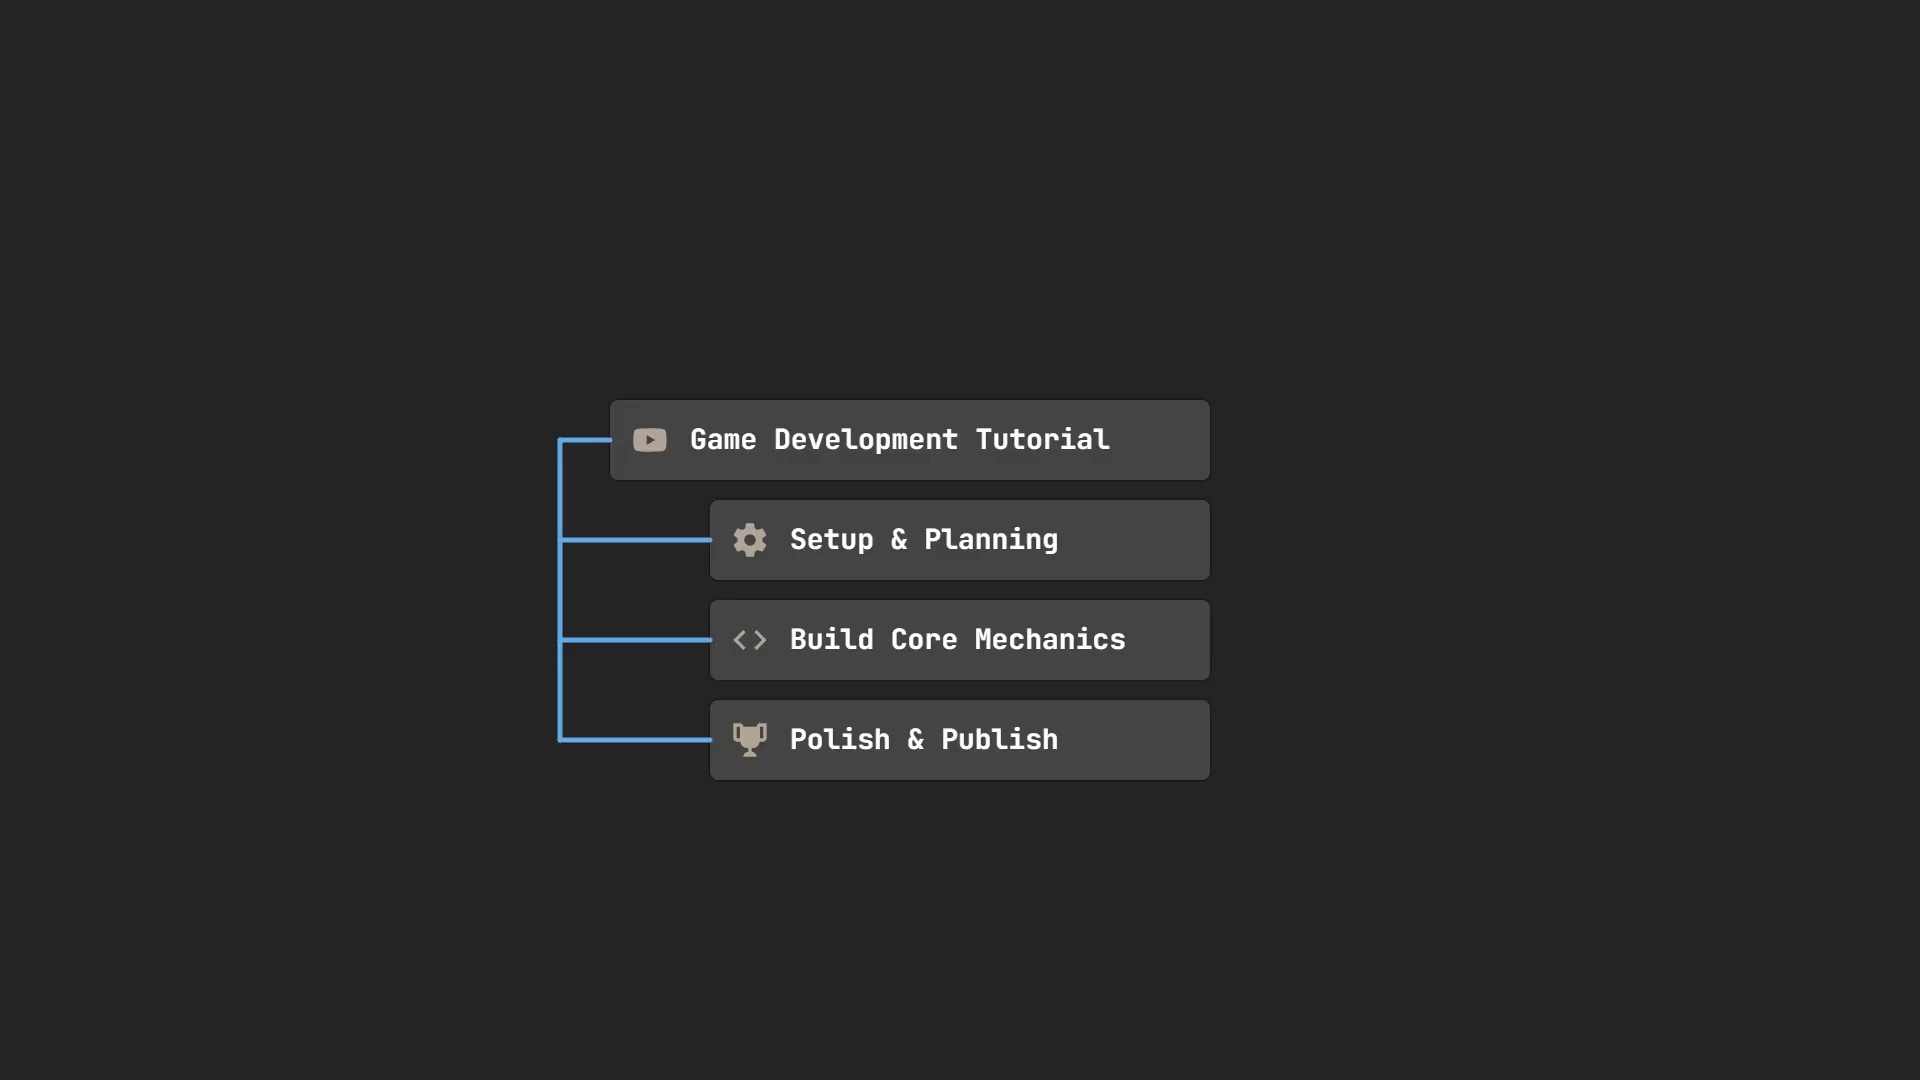 Game Development Tutorial
Setup & Planning
Build Core Mechanics
Polish & Publish